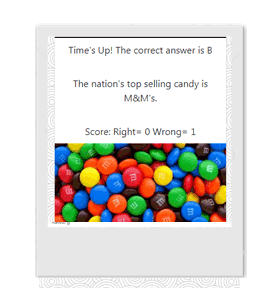 Time's Up! The correct answer is B
The nation's top selling candy is
M&M's.
Score: Right= 0 Wrong= 1